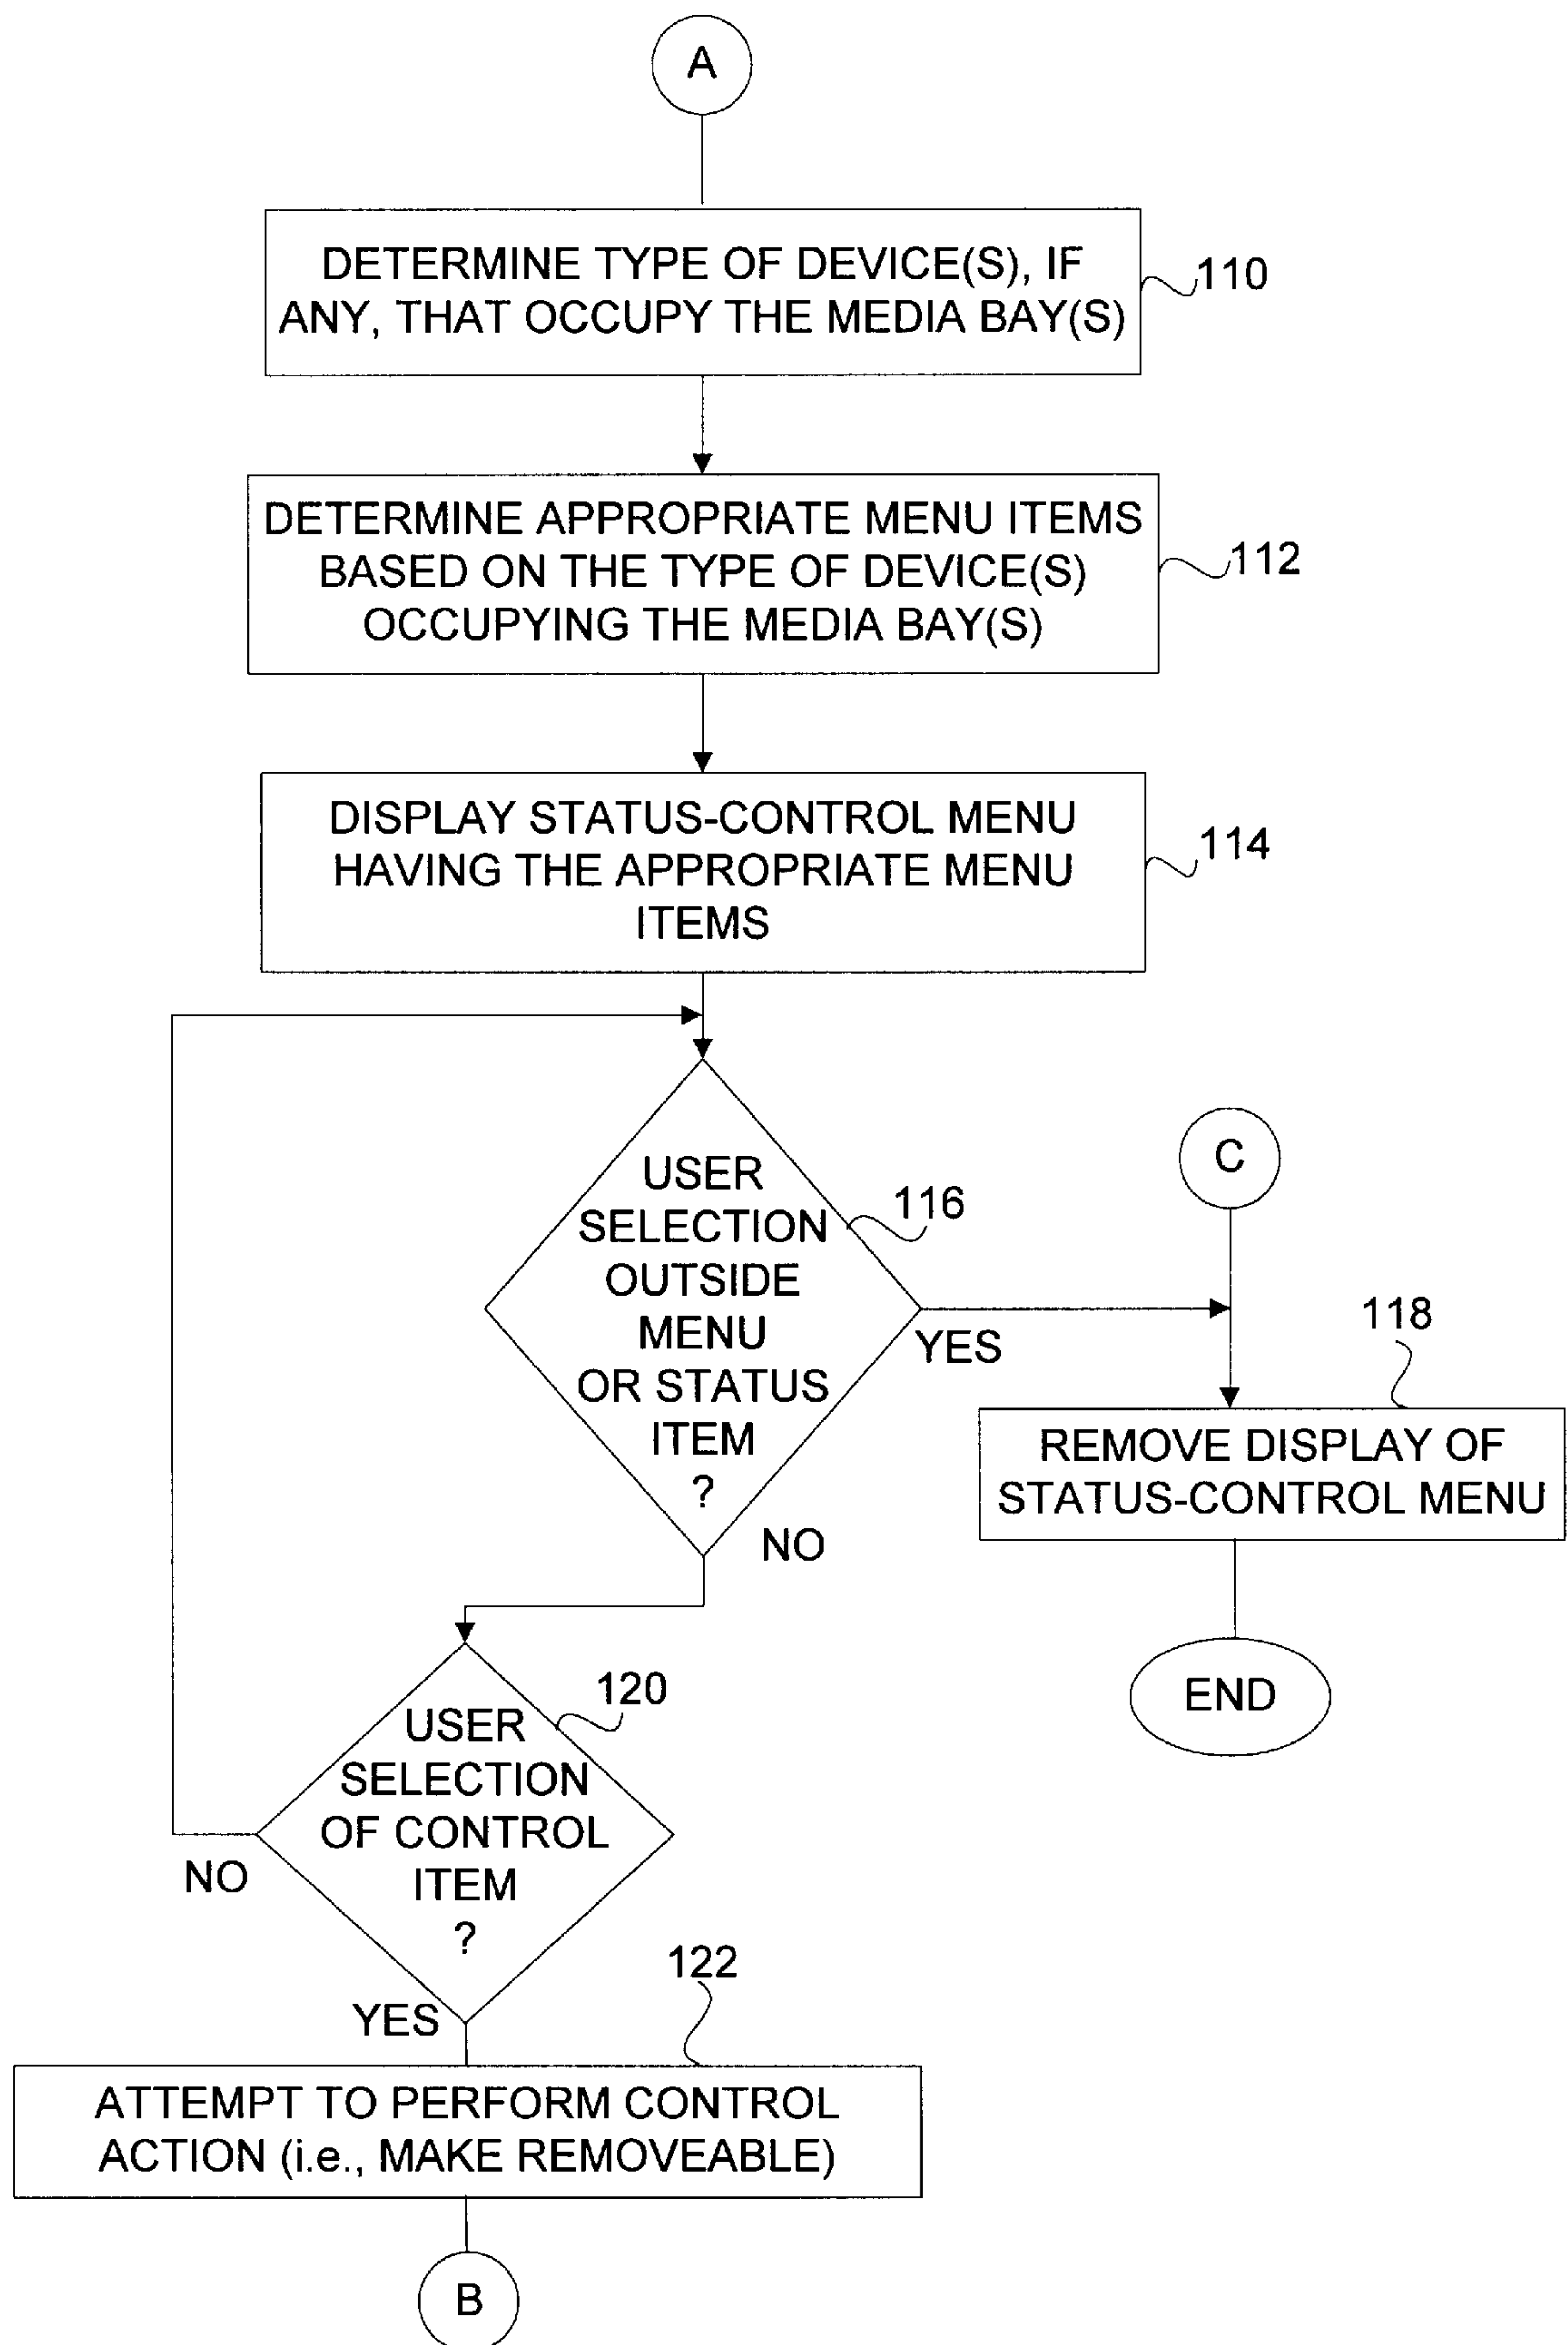 A
DETERMINE TYPE OF DEVICE(S), IF
ANY, THAT OCCUPY THE MEDIA BAY(S)
110
DETERMINE APPROPRIATE MENU ITEMS
BASED ON THE TYPE OF DEVICE(S)
OCCUPYING THE MEDIA BAY(S)
112
DISPLAY STATUS-CONTROL MENU
HAVING THE APPROPRIATE MENU
ITEMS
114
USER
SELECTION
OUTSIDE
MENU
OR STATUS
ITEM
?
116
YES
NO
C
118
REMOVE DISPLAY OF
STATUS-CONTROL MENU
END
USER
SELECTION
OF CONTROL
ITEM
?
120
NO
YES
122
ATTEMPT TO PERFORM CONTROL
ACTION (i.e., MAKE REMOVEABLE)
B